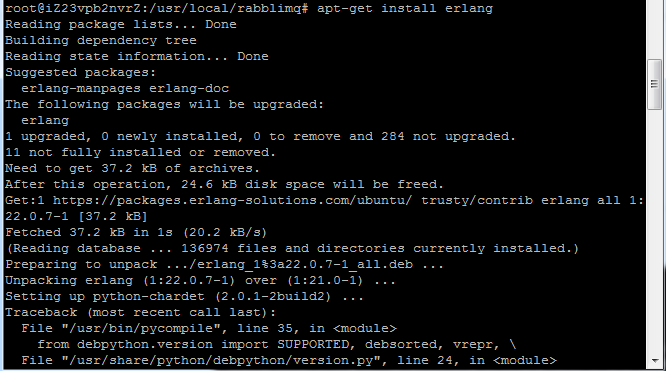 root@iZ23vpb2nvrZ:/usr/local/rabblimq# apt-get install erlang
Reading package lists... Done
Building dependency tree
Reading state information... Done
Suggested packages:
  erlang-manpages erlang-doc
The following packages will be upgraded:
  erlang
1 upgraded, 0 newly installed, 0 to remove and 284 not upgraded.
11 not fully installed or removed.
Need to get 37.2 kB of archives.
After this operation, 24.6 kB disk space will be freed.
Get:1 https://packages.erlang-solutions.com/ubuntu/ trusty/contrib erlang all 1:
22.0.7-1 [37.2 kB]
Fetched 37.2 kB in 1s (20.2 kB/s)
(Reading database ... 136974 files and directories currently installed.)
Preparing to unpack .../erlang_1%3a22.0.7-1_all.deb ...
Unpacking erlang (1:22.0.7-1) over (1:21.0-1) ...
Setting up python-chardet (2.0.1-2build2) ...
Traceback (most recent call last):
  File "/usr/bin/pycompile", line 35, in <module>
    from debpython.version import SUPPORTED, debsorted, vrepr, \
  File "/usr/share/python/debpython/version.py", line 24, in <module>